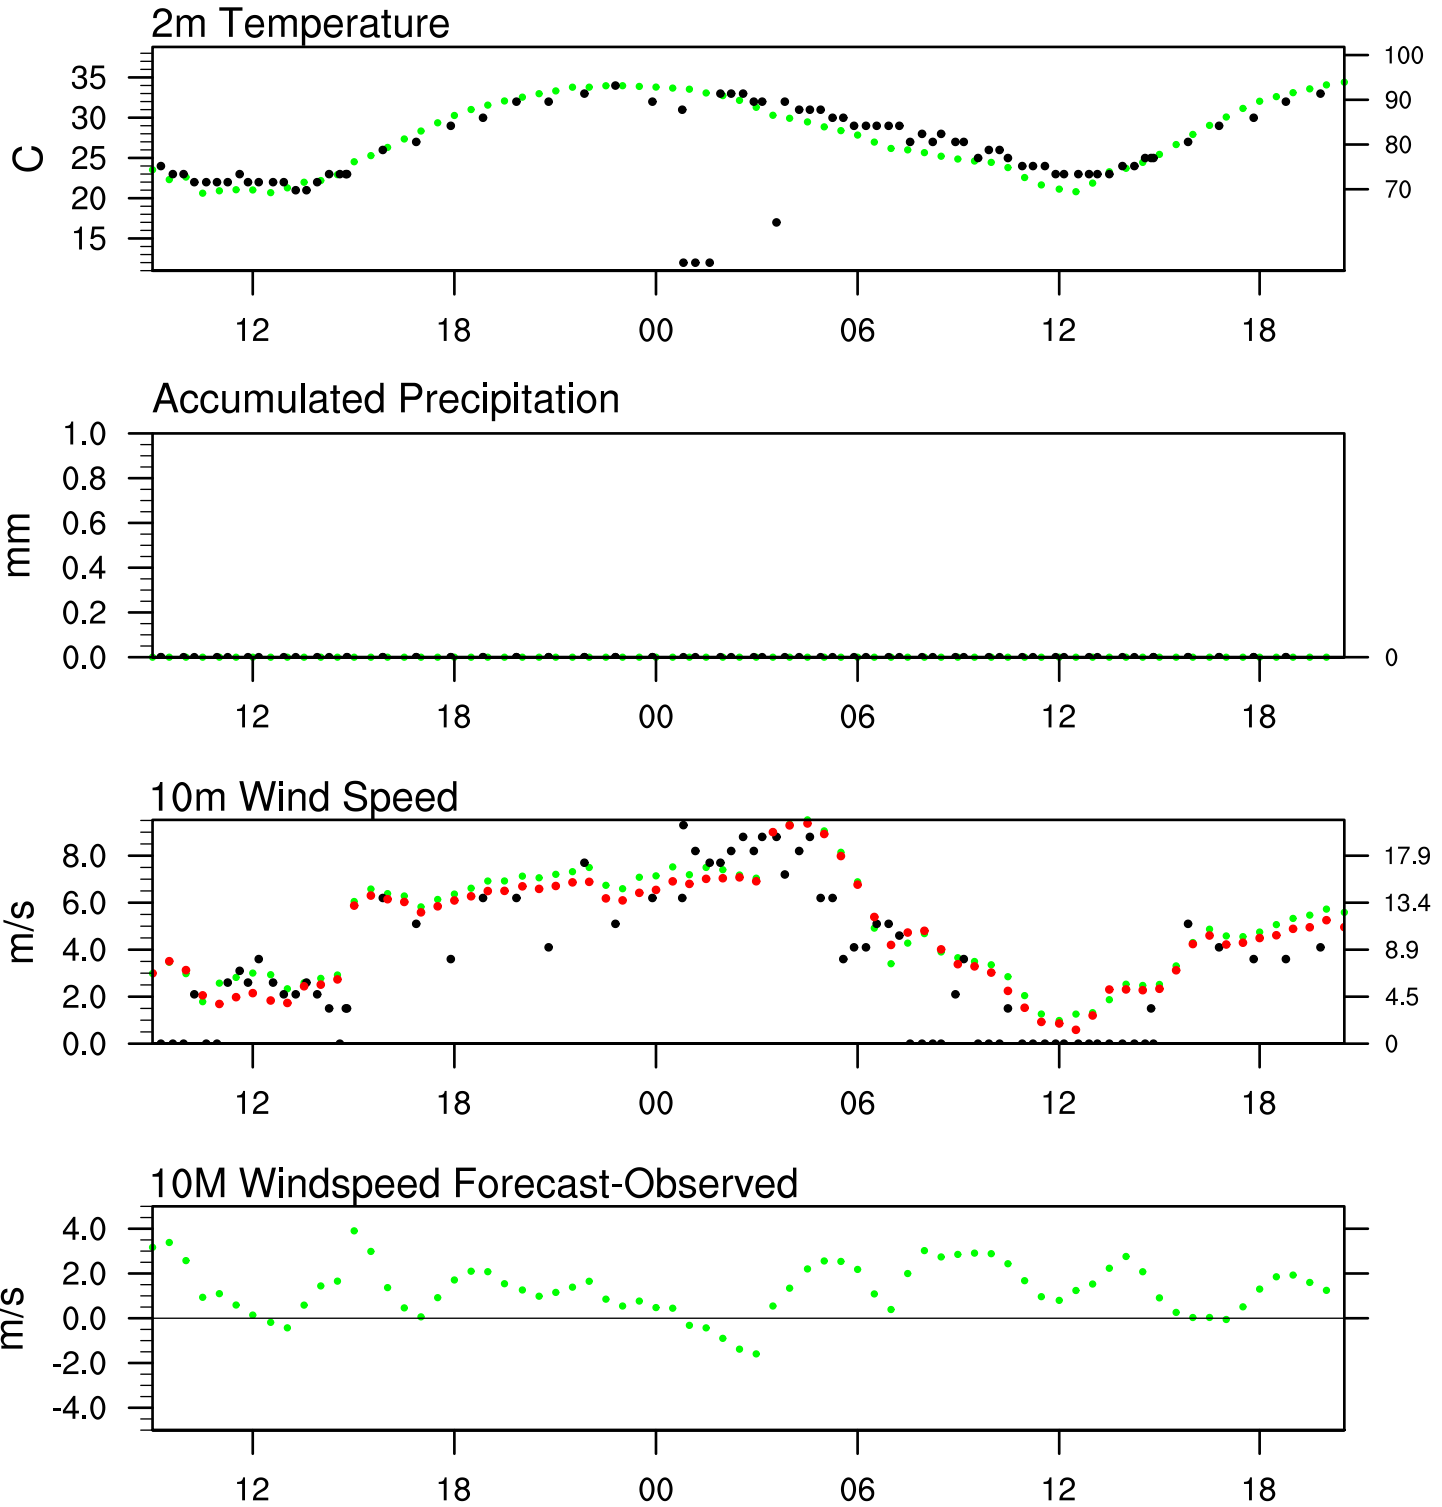 2m Temperature
35
30
25
20
15
C
100
90
80
70
12 18 00 06 12 18
Accumulated Precipitation
1.0
0.8
0.6
0.4
0.2
0.0
mm
0
12 18 00 06 12 18
10m Wind Speed
8.0
6.0
4.0
2.0
0.0
m/s
17.9
13.4
8.9
4.5
0
12 18 00 06 12 18
10M Windspeed Forecast-Observed
4.0
2.0
0.0
-2.0
-4.0
m/s
12 18 00 06 12 18